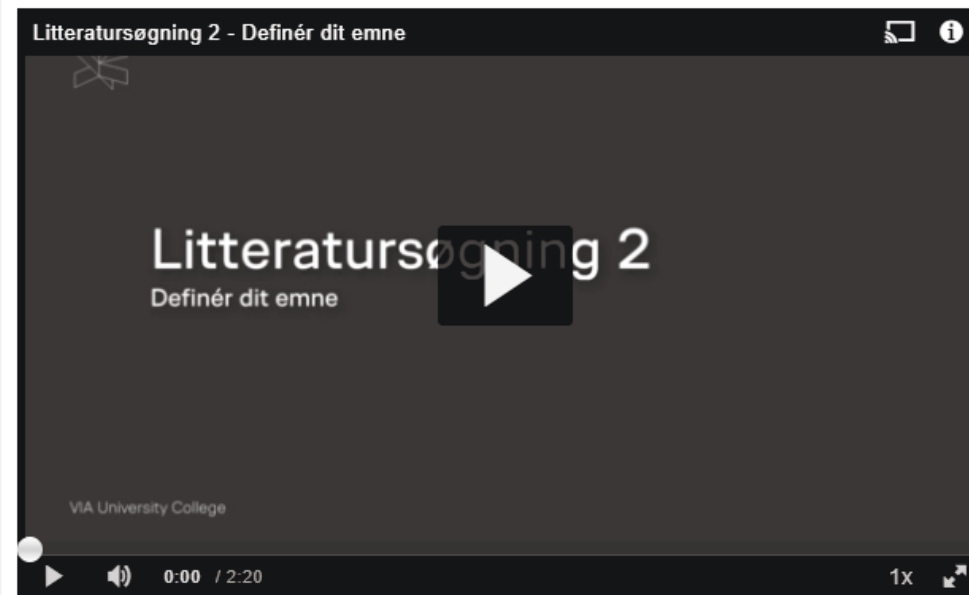 Litteratursøgning 2 - Definér dit emne
Litteratursøgning 2
Definér dit emne
VIA University College
0:00 / 2:20
1x